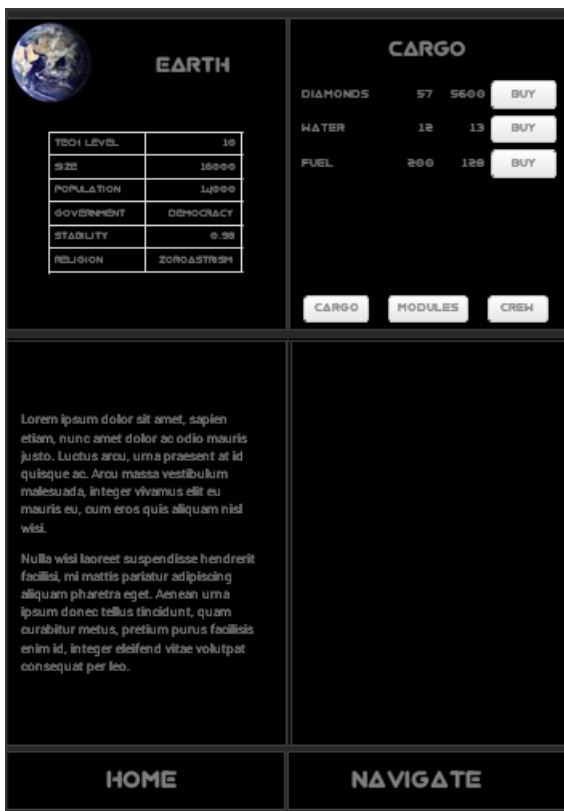 EARTH
TECH LEVEL 10
SIZE 16000
POPULATION 14000
GOVERNMENT DEMOCRACY
STABILITY 0.98
RELIGION ZOROASTRISM
CARGO
DIAMONDS 57 5600 BUY
WATER 12 13 BUY
FUEL 200 128 BUY
CARGO MODULES CREW
Lorem ipsum dolor sit amet, sapien
etiam, nunc amet dolor ac odio mauris
justo. Luctus arcu, urna praesent at id
quisque ac. Arcu massa vestibulum
malesuada, integer vivamus elit eu
mauris eu, cum eros quis aliquam nisl
wisi.
Nulla wisi laoreet suspendisse hendrerit
facilisi, mi mattis pariatur adipiscing
aliquam pharetra eget. Aenean urna
ipsum donec tellus tincidunt, quam
curabitur metus, pretium purus facilisis
enim id, integer eleifend vitae volutpat
consequat per leo.
HOME NAVIGATE